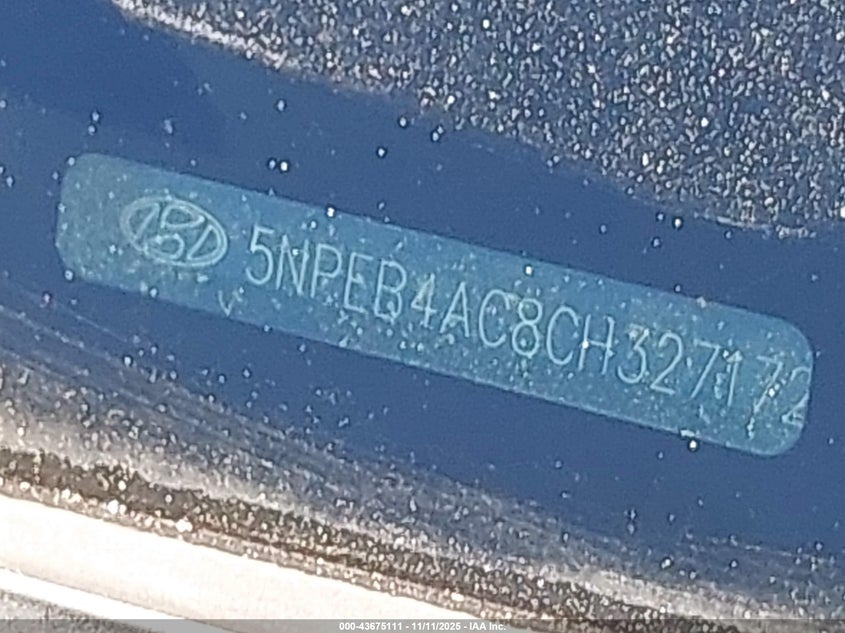 5NPEB4AC8CH327172
000-43675111 - 11/11/2025 - IAA Inc.